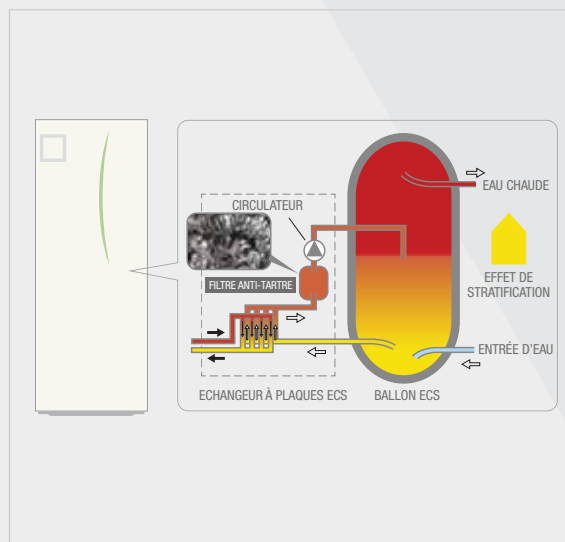 CIRCULATEUR
FILTRE ANTI-TARTRE
EAU CHAUDE
EFFET DE
STRATIFICATION
ENTRÉE D'EAU
ECHANGEUR À PLAQUES ECS
BALLON ECS